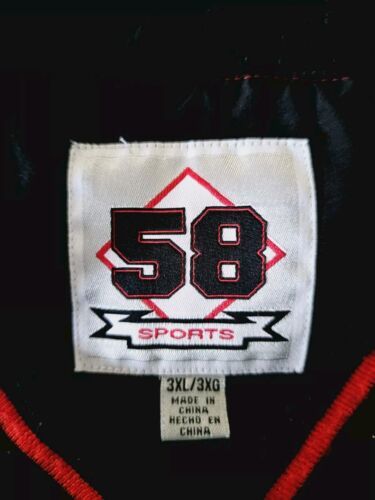 58
SPORTS
3XL/3XG
MADE IN
CHINA
HECHO EN
CHINA